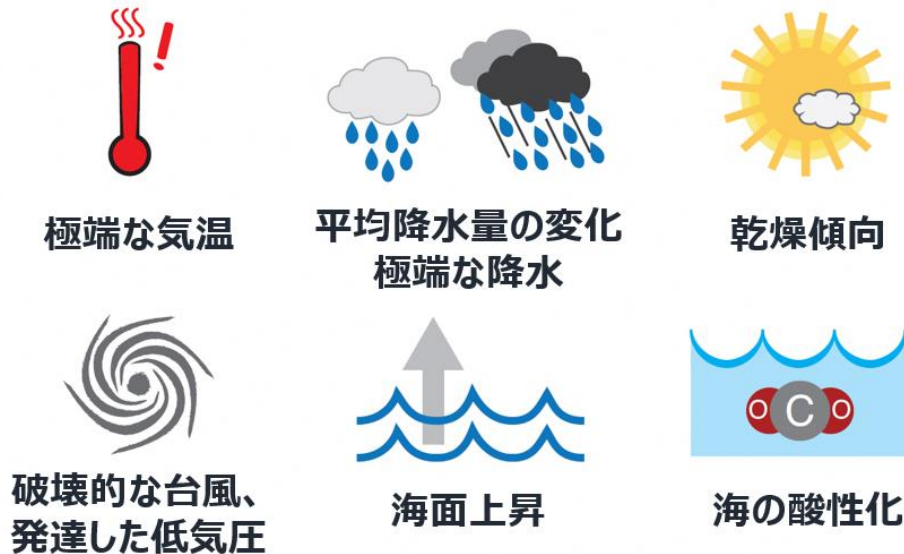 極端な気温
平均降水量の変化
極端な降水
乾燥傾向
破壊的な台風、
発達した低気圧
海面上昇
O C O
海の酸性化